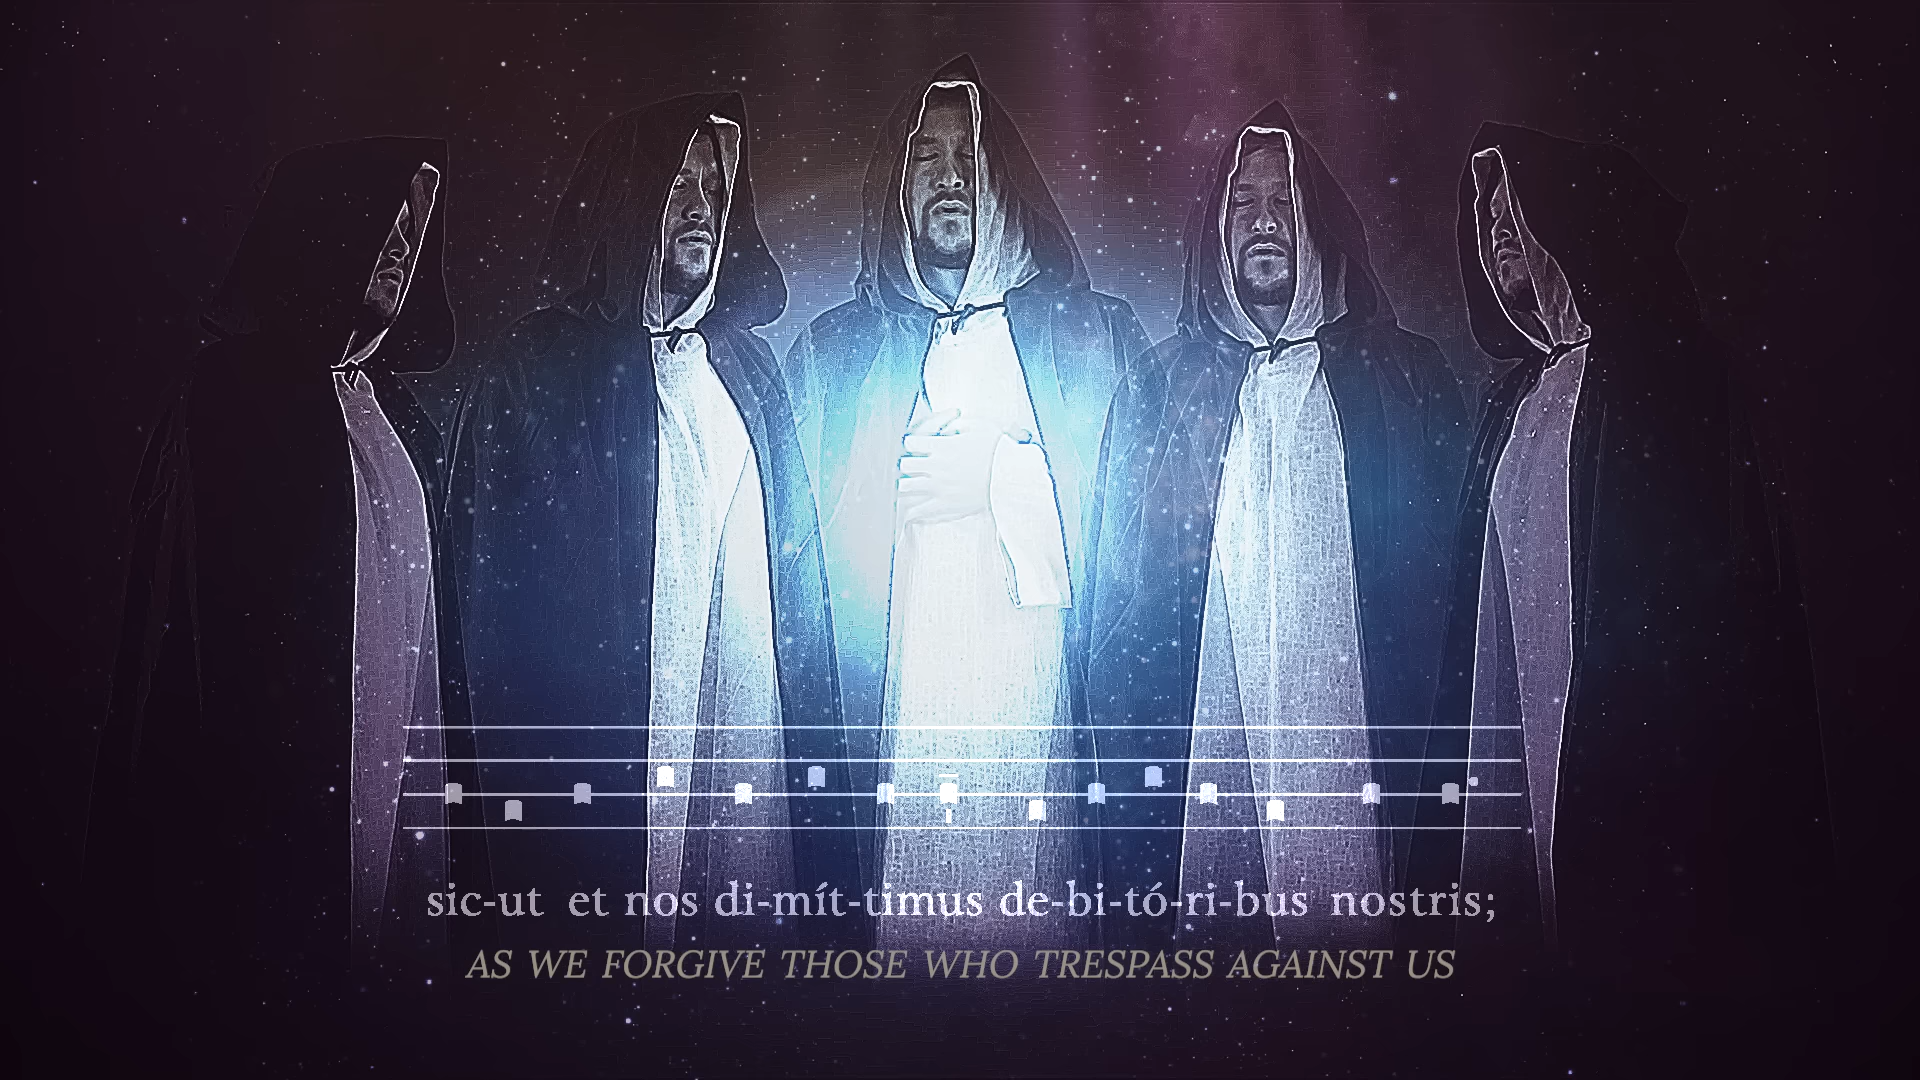 sic-ut et nos di-mít-timus de-bi-tó-ri-bus nostris;
AS WE FORGIVE THOSE WHO TRESPASS AGAINST US